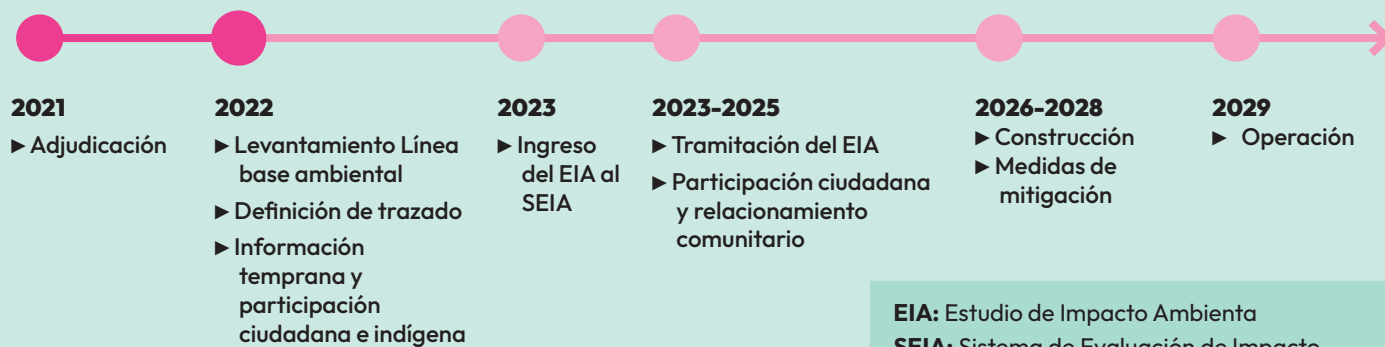 2021
► Adjudicación
2022
► Levantamiento Línea
base ambiental
► Definición de trazado
► Información
temprana y
participación
ciudadana e indígena
2023
► Ingreso
del EIA al
SEIA
2023-2025
► Tramitación del EIA
► Participación ciudadana
y relacionamiento
comunitario
2026-2028
► Construcción
► Medidas de
mitigación
2029
► Operación
EIA: Estudio de Impacto Ambienta
SEIA: Sistema de Evaluación de Impacto